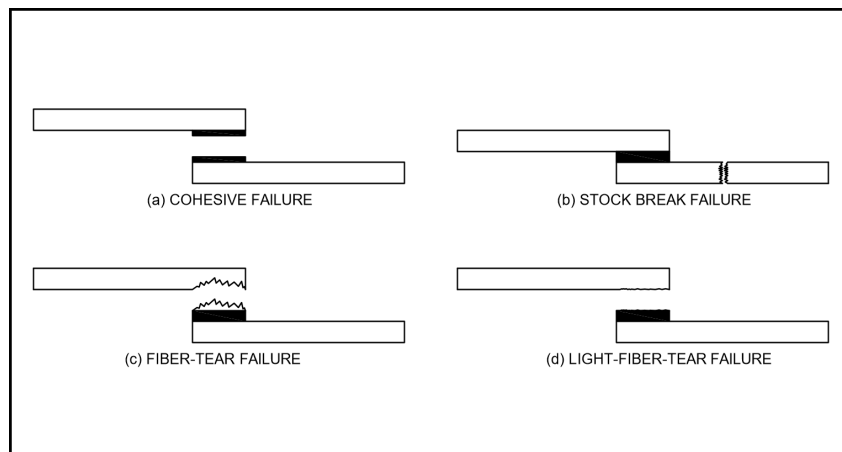 (a) COHESIVE FAILURE
(b) STOCK BREAK FAILURE
(c) FIBER-TEAR FAILURE
(d) LIGHT-FIBER-TEAR FAILURE